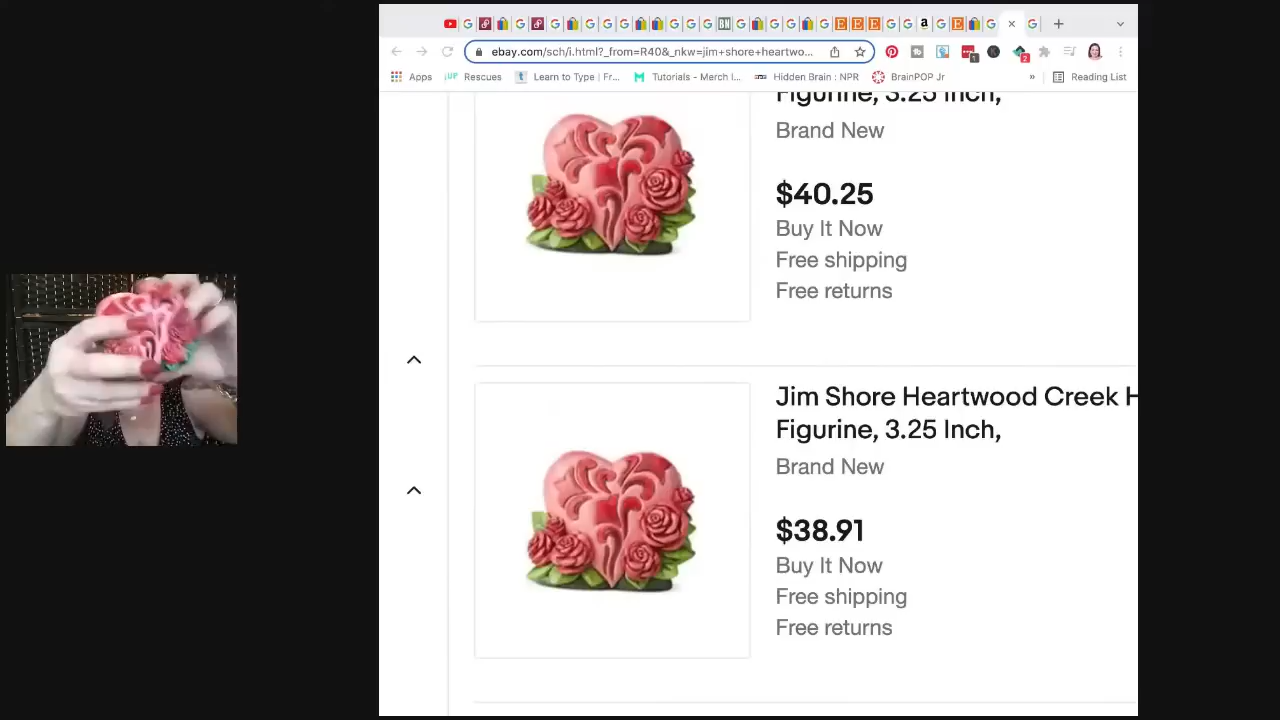 ebay.com/sch/i.html?_from=R40&_nkw=jim+shore+heartwo...
Apps UP Rescues Learn to Type | Fr... Tutorials - Merch I... Hidden Brain : NPR BrainPOP Jr » Reading List
Figurine, 3.25 Inch,
Brand New
$40.25
Buy It Now
Free shipping
Free returns
Jim Shore Heartwood Creek H
Figurine, 3.25 Inch,
Brand New
$38.91
Buy It Now
Free shipping
Free returns